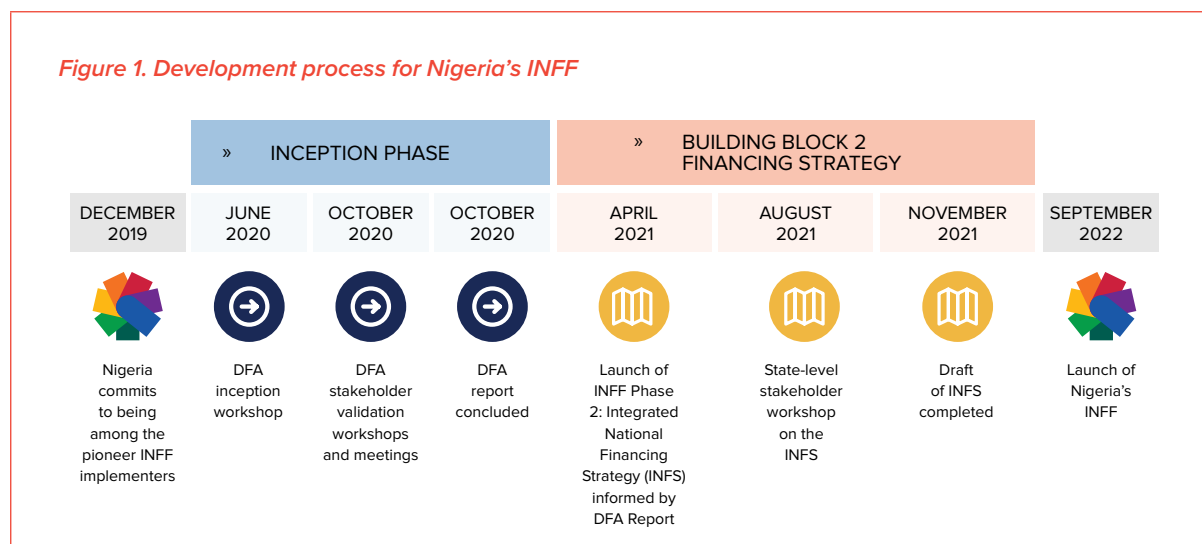 Figure 1. Development process for Nigeria's INFF
» INCEPTION PHASE
» BUILDING BLOCK 2
FINANCING STRATEGY
DECEMBER
2019
JUNE
2020
OCTOBER
2020
OCTOBER
2020
APRIL
2021
AUGUST
2021
NOVEMBER
2021
SEPTEMBER
2022
Nigeria
commits
to being
among the
pioneer INFF
implementers
DFA
inception
workshop
DFA
stakeholder
validation
workshops
and meetings
DFA
report
concluded
Launch of
INFF Phase
2: Integrated
National
Financing
Strategy (INFS)
informed by
DFA Report
State-level
stakeholder
workshop
on the
INFS
Draft
of INFS
completed
Launch of
Nigeria's
INFF